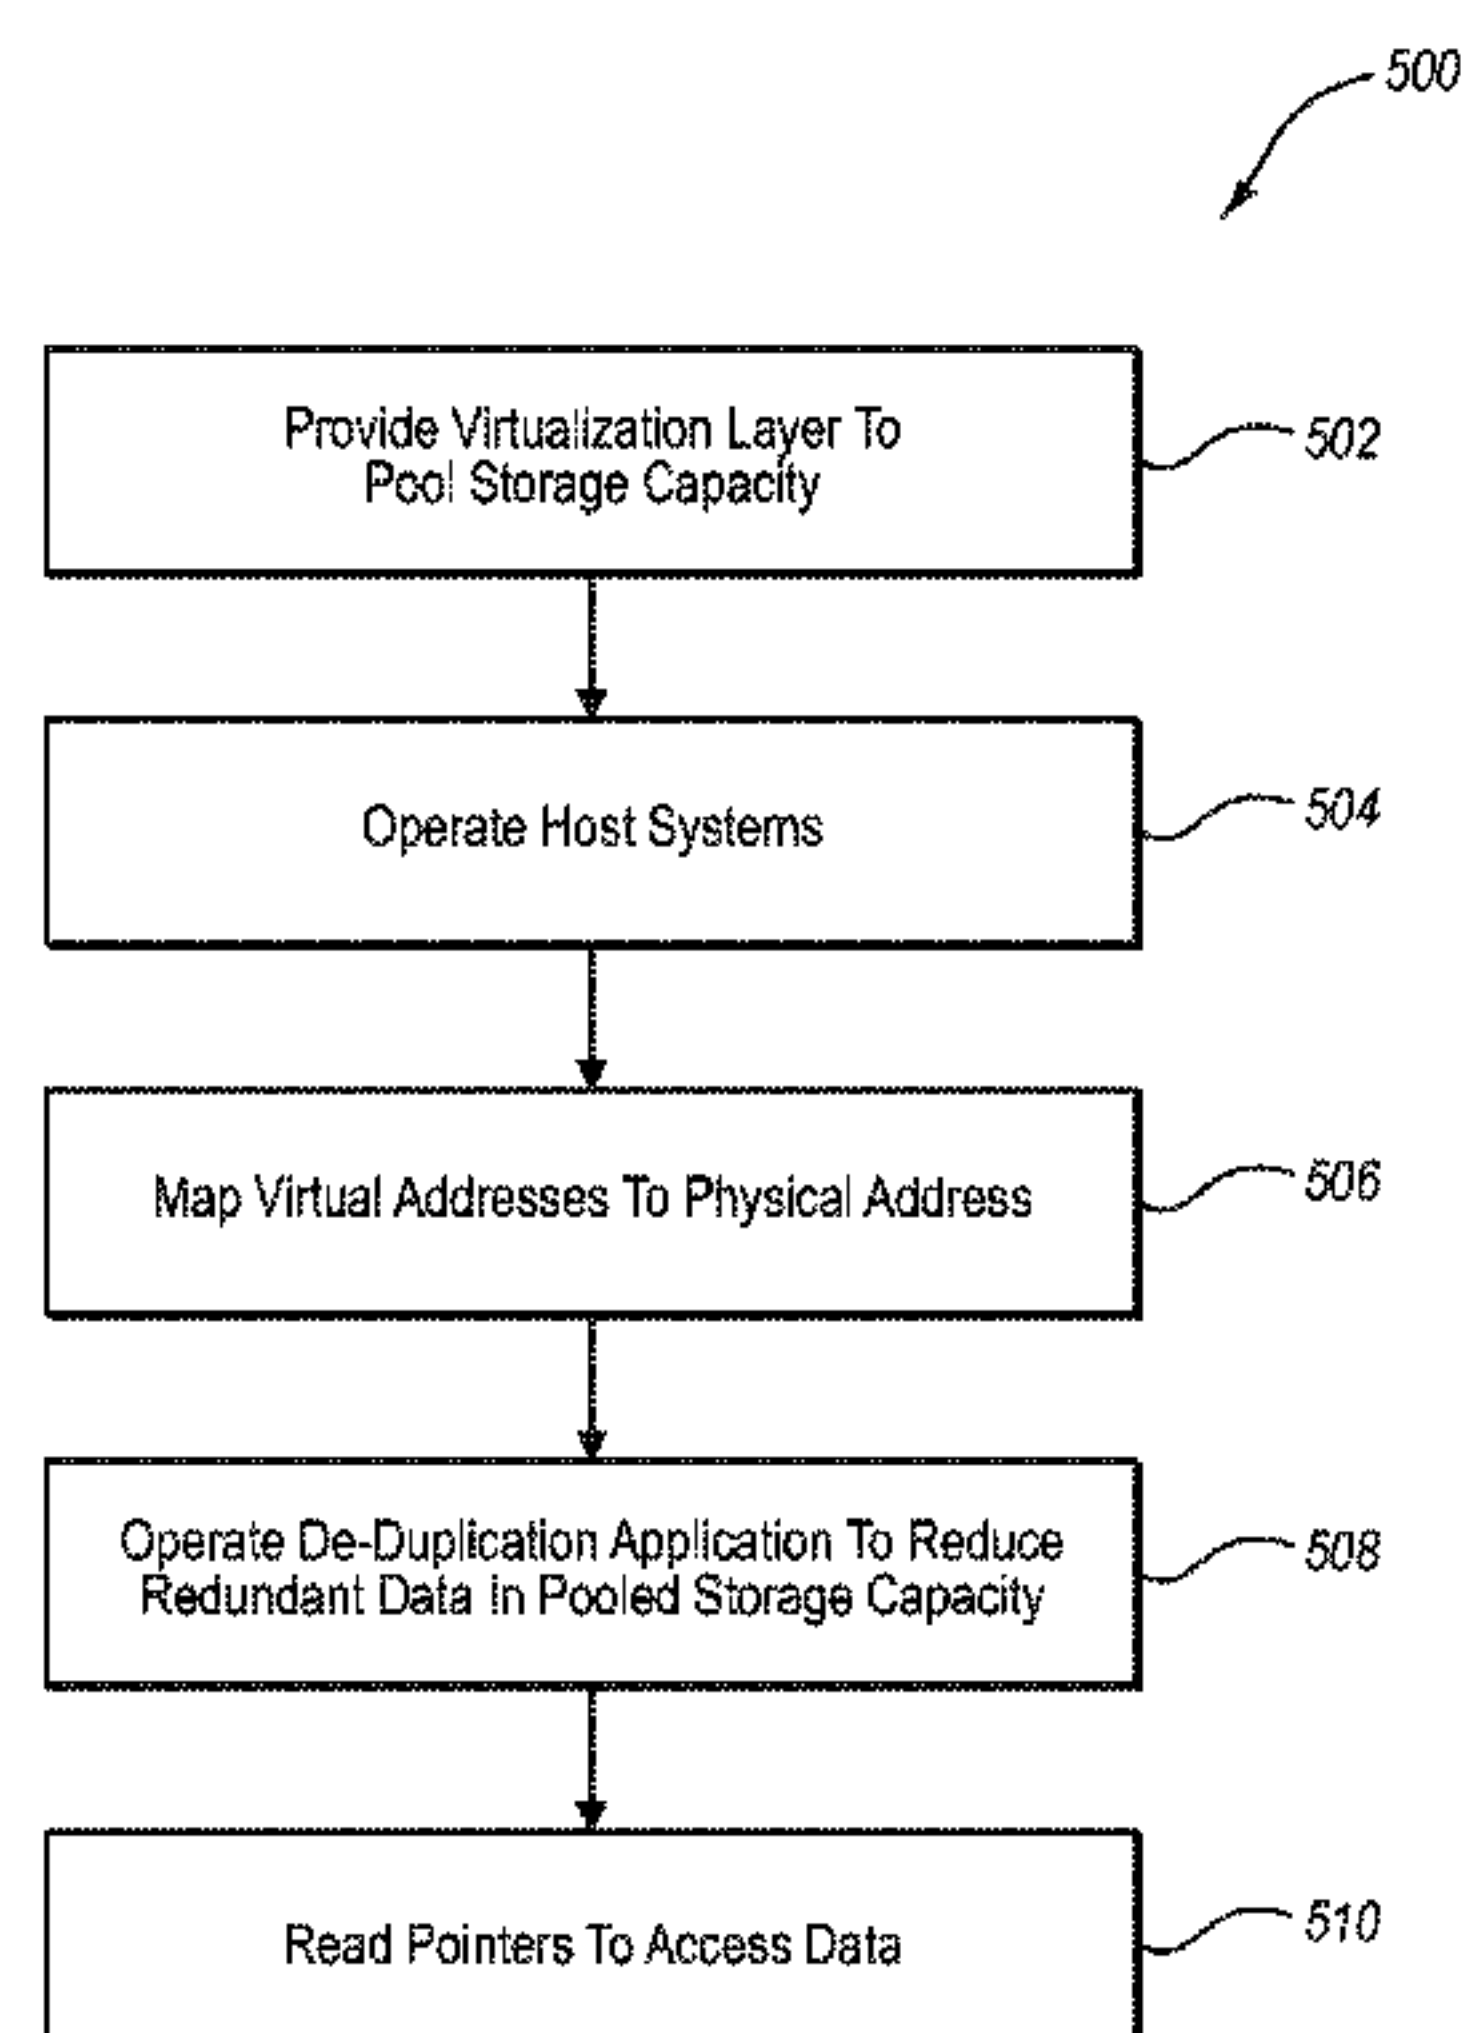 500
Provide Virtualization Layer To
Pool Storage Capacity
502
Operate Host Systems
504
Map Virtual Addresses To Physical Address
506
Operate De-Duplication Application To Reduce
Redundant Data in Pooled Storage Capacity
508
Read Pointers To Access Data
510